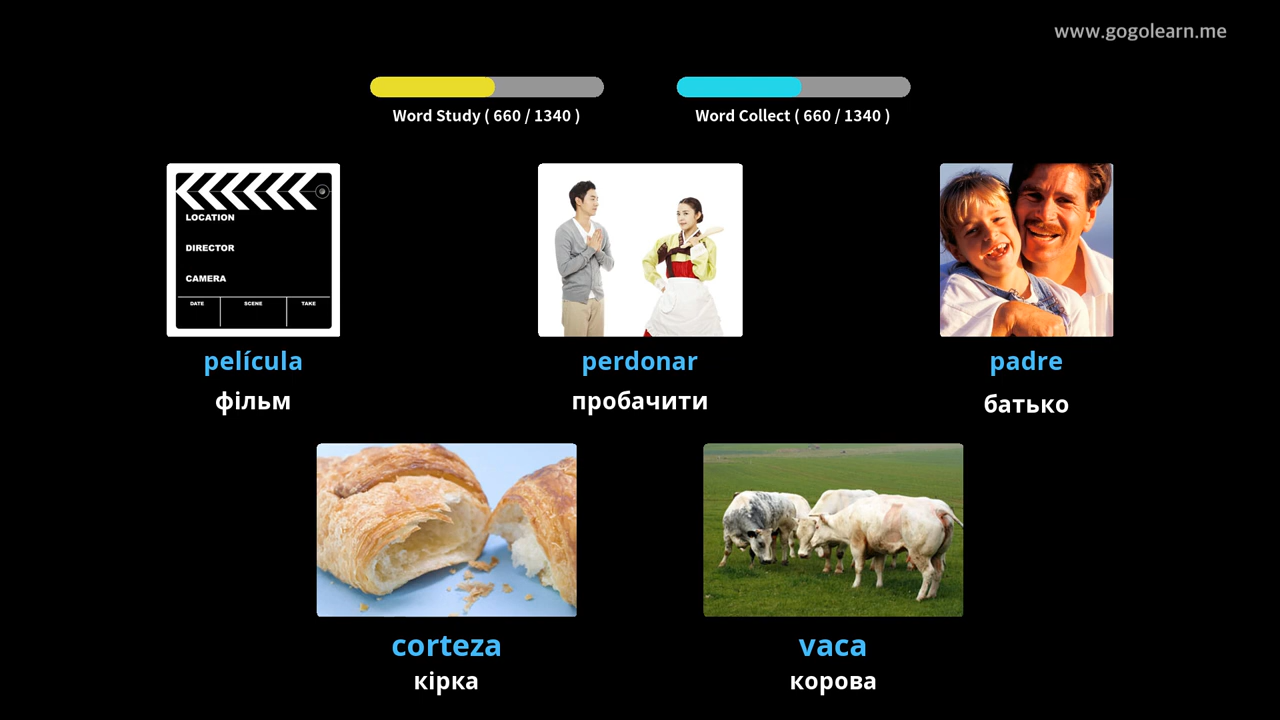 www.gogolearn.me
Word Study ( 660 / 1340 )
Word Collect ( 660 / 1340 )
LOCATION
DIRECTOR
CAMERA
DATE SCENE TAKE
película
фільм
perdonar
пробачити
padre
батько
corteza
кірка
vaca
корова